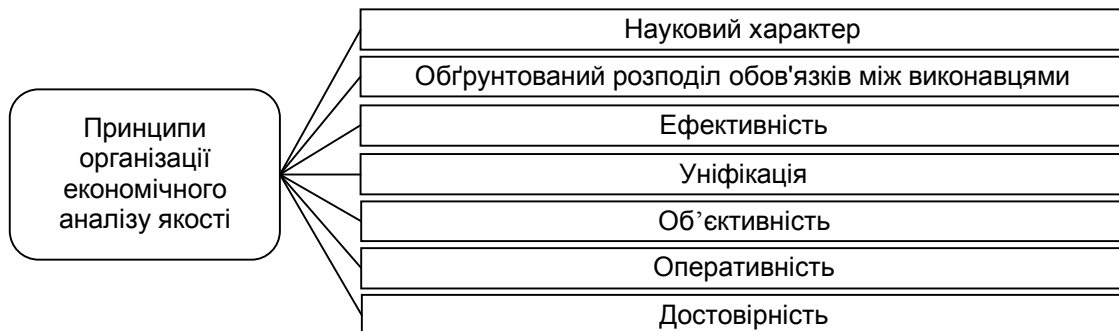 Принципи
організації
економічного
аналізу якості
Науковий характер
Обґрунтований розподіл обов'язків між виконавцями
Ефективність
Уніфікація
Об’єктивність
Оперативність
Достовірність